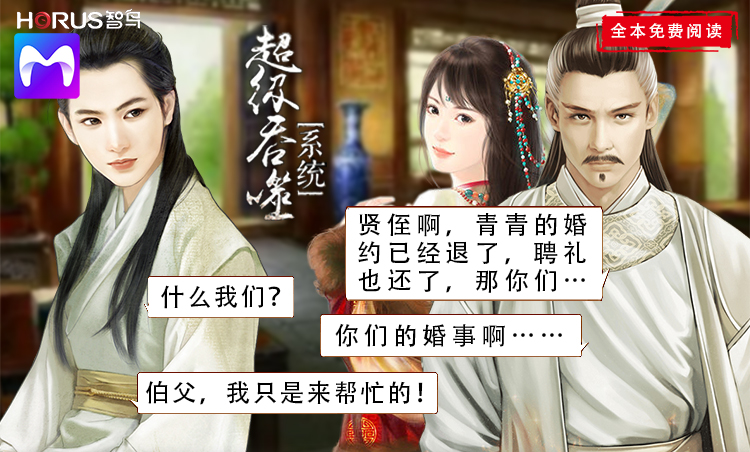 HORUS智鸟
全本免费阅读
超级吞噬
[系统]
贤侄啊，青青的婚
约已经退了，聘礼
也还了，那你们…
什么我们？
你们的婚事啊……
伯父，我只是来帮忙的！